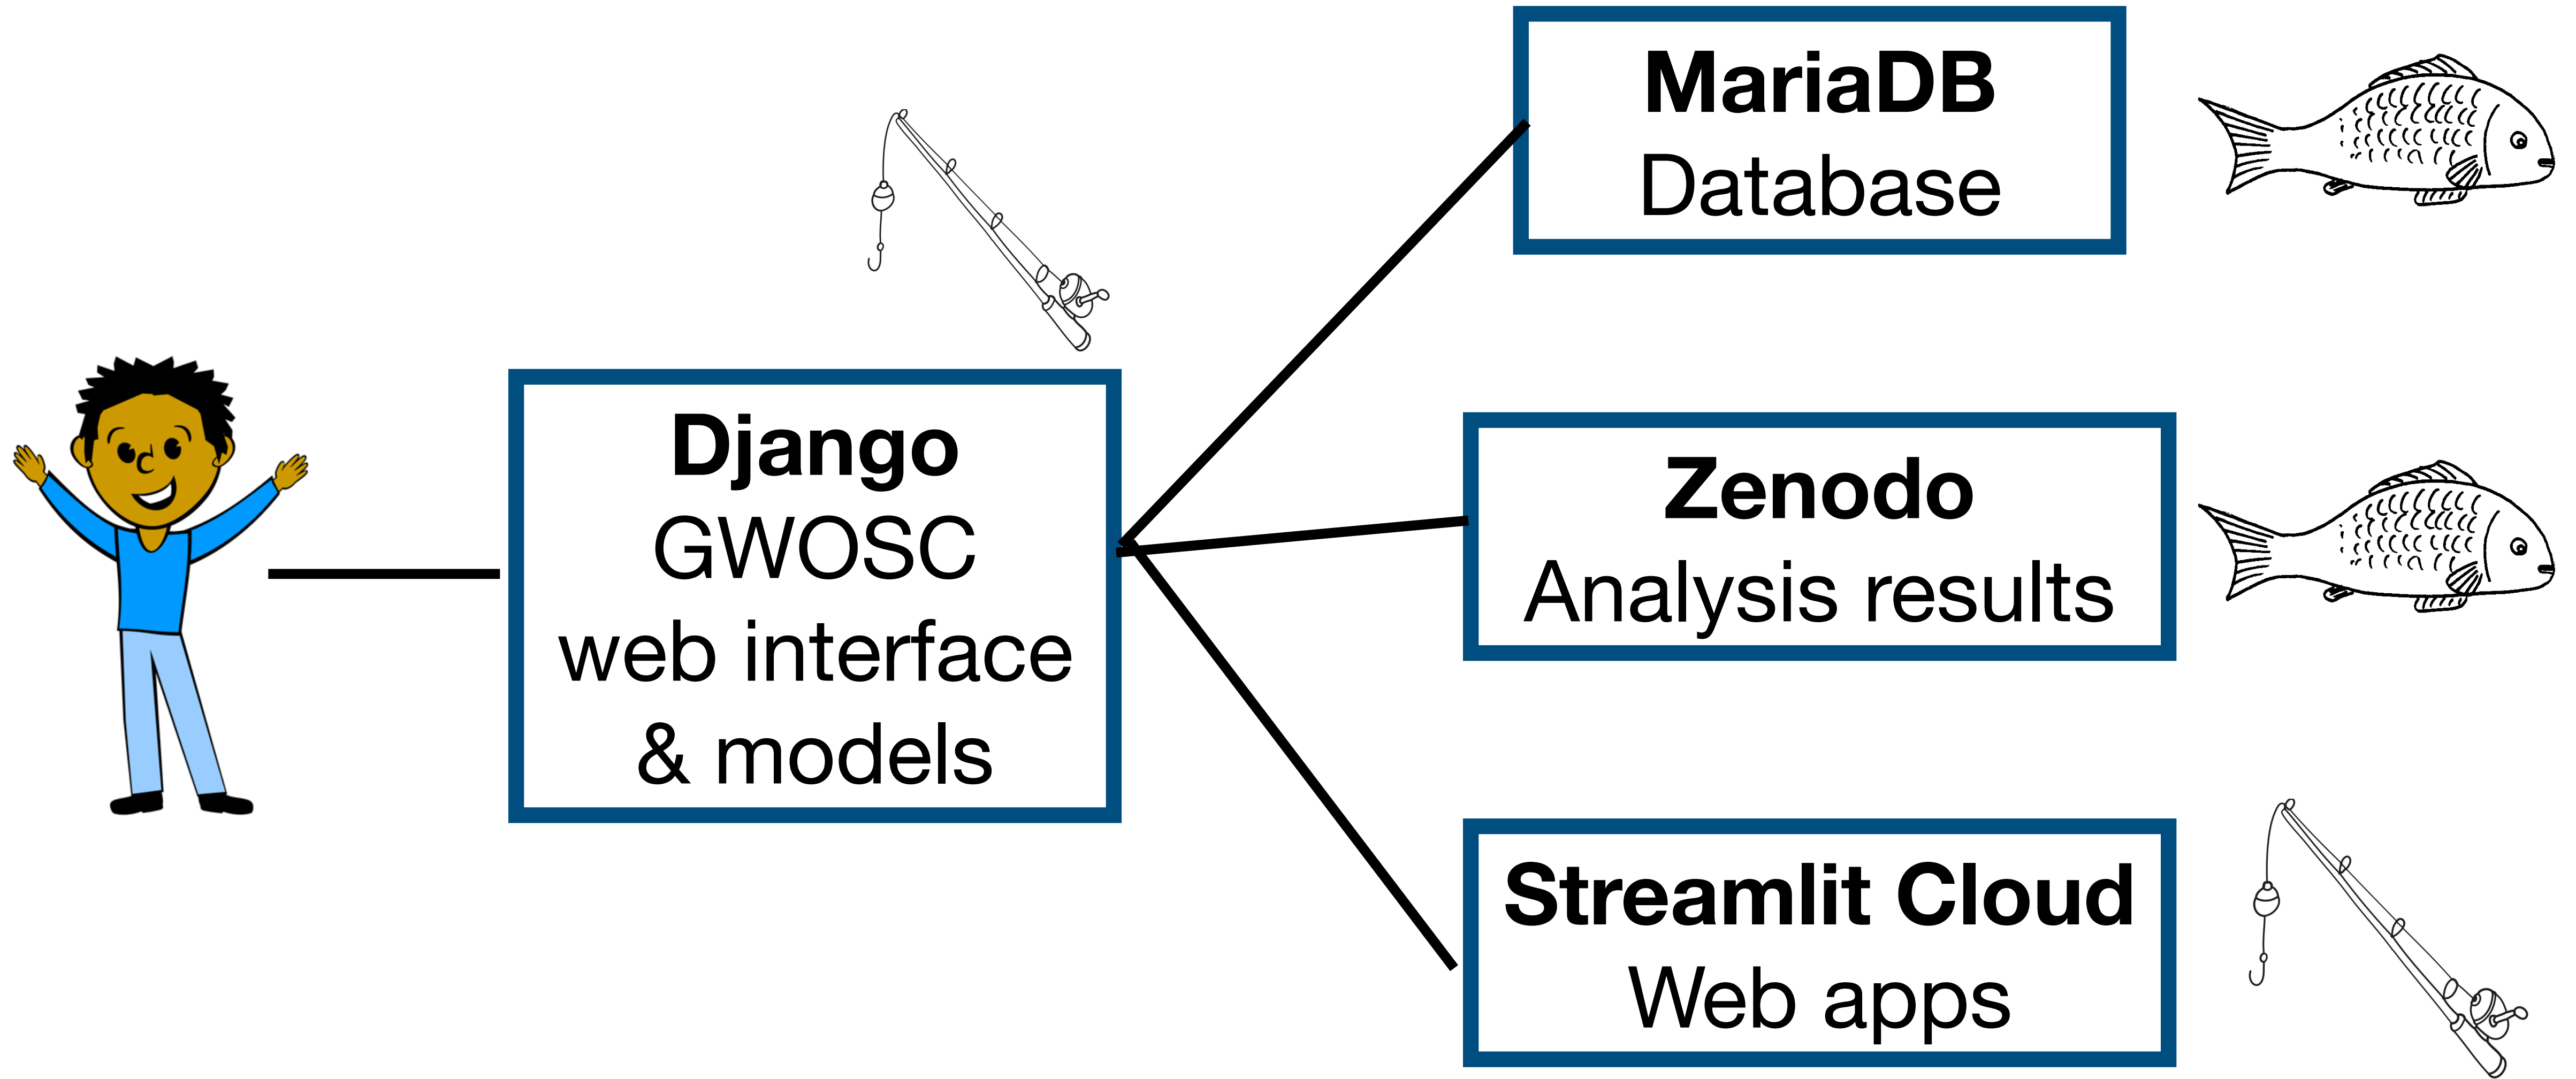 Django
GWOSC
web interface
& models
MariaDB
Database
Zenodo
Analysis results
Streamlit Cloud
Web apps